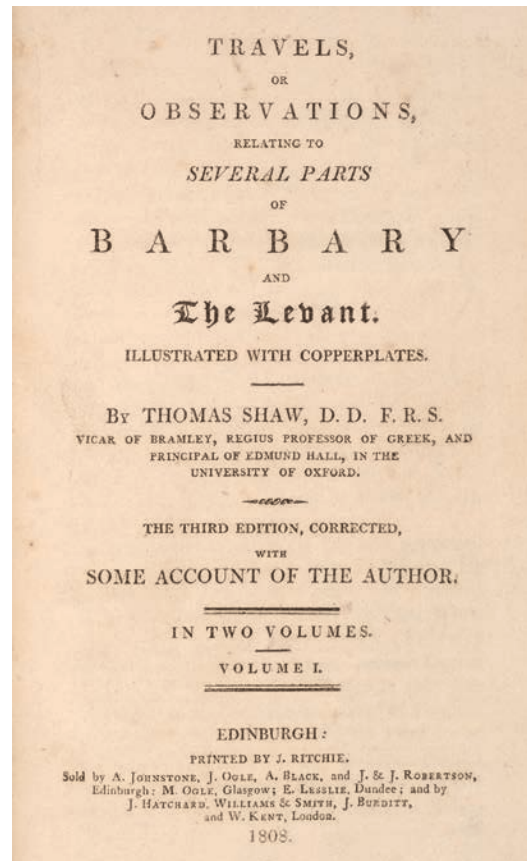 TRAVELS,
OR
OBSERVATIONS,
RELATING TO
SEVERAL PARTS
OF
BARBARY
AND
The Levant.
ILLUSTRATED WITH COPPERPLATES.
By THOMAS SHAW, D. D. F. R. S.
VICAR OF BRAMLEY, REGIUS PROFESSOR OF GREEK, AND
PRINCIPAL OF EDMUND HALL, IN THE
UNIVERSITY OF OXFORD.
THE THIRD EDITION, CORRECTED,
WITH
SOME ACCOUNT OF THE AUTHOR.
IN TWO VOLUMES.
VOLUME I.
EDINBURGH:
PRINTED BY J. RITCHIE.
Sold by A. JOHNSTONE, J. OGLE, A. BLACK, and J. & J. ROBERTSON,
Edinburgh: M. OGLE, Glasgow; E. LESSLIE, Dundee; and by
J. HATCHARD, WILLIAMS & SMITH, J. BURDITT,
and W. KENT, London.
1808.